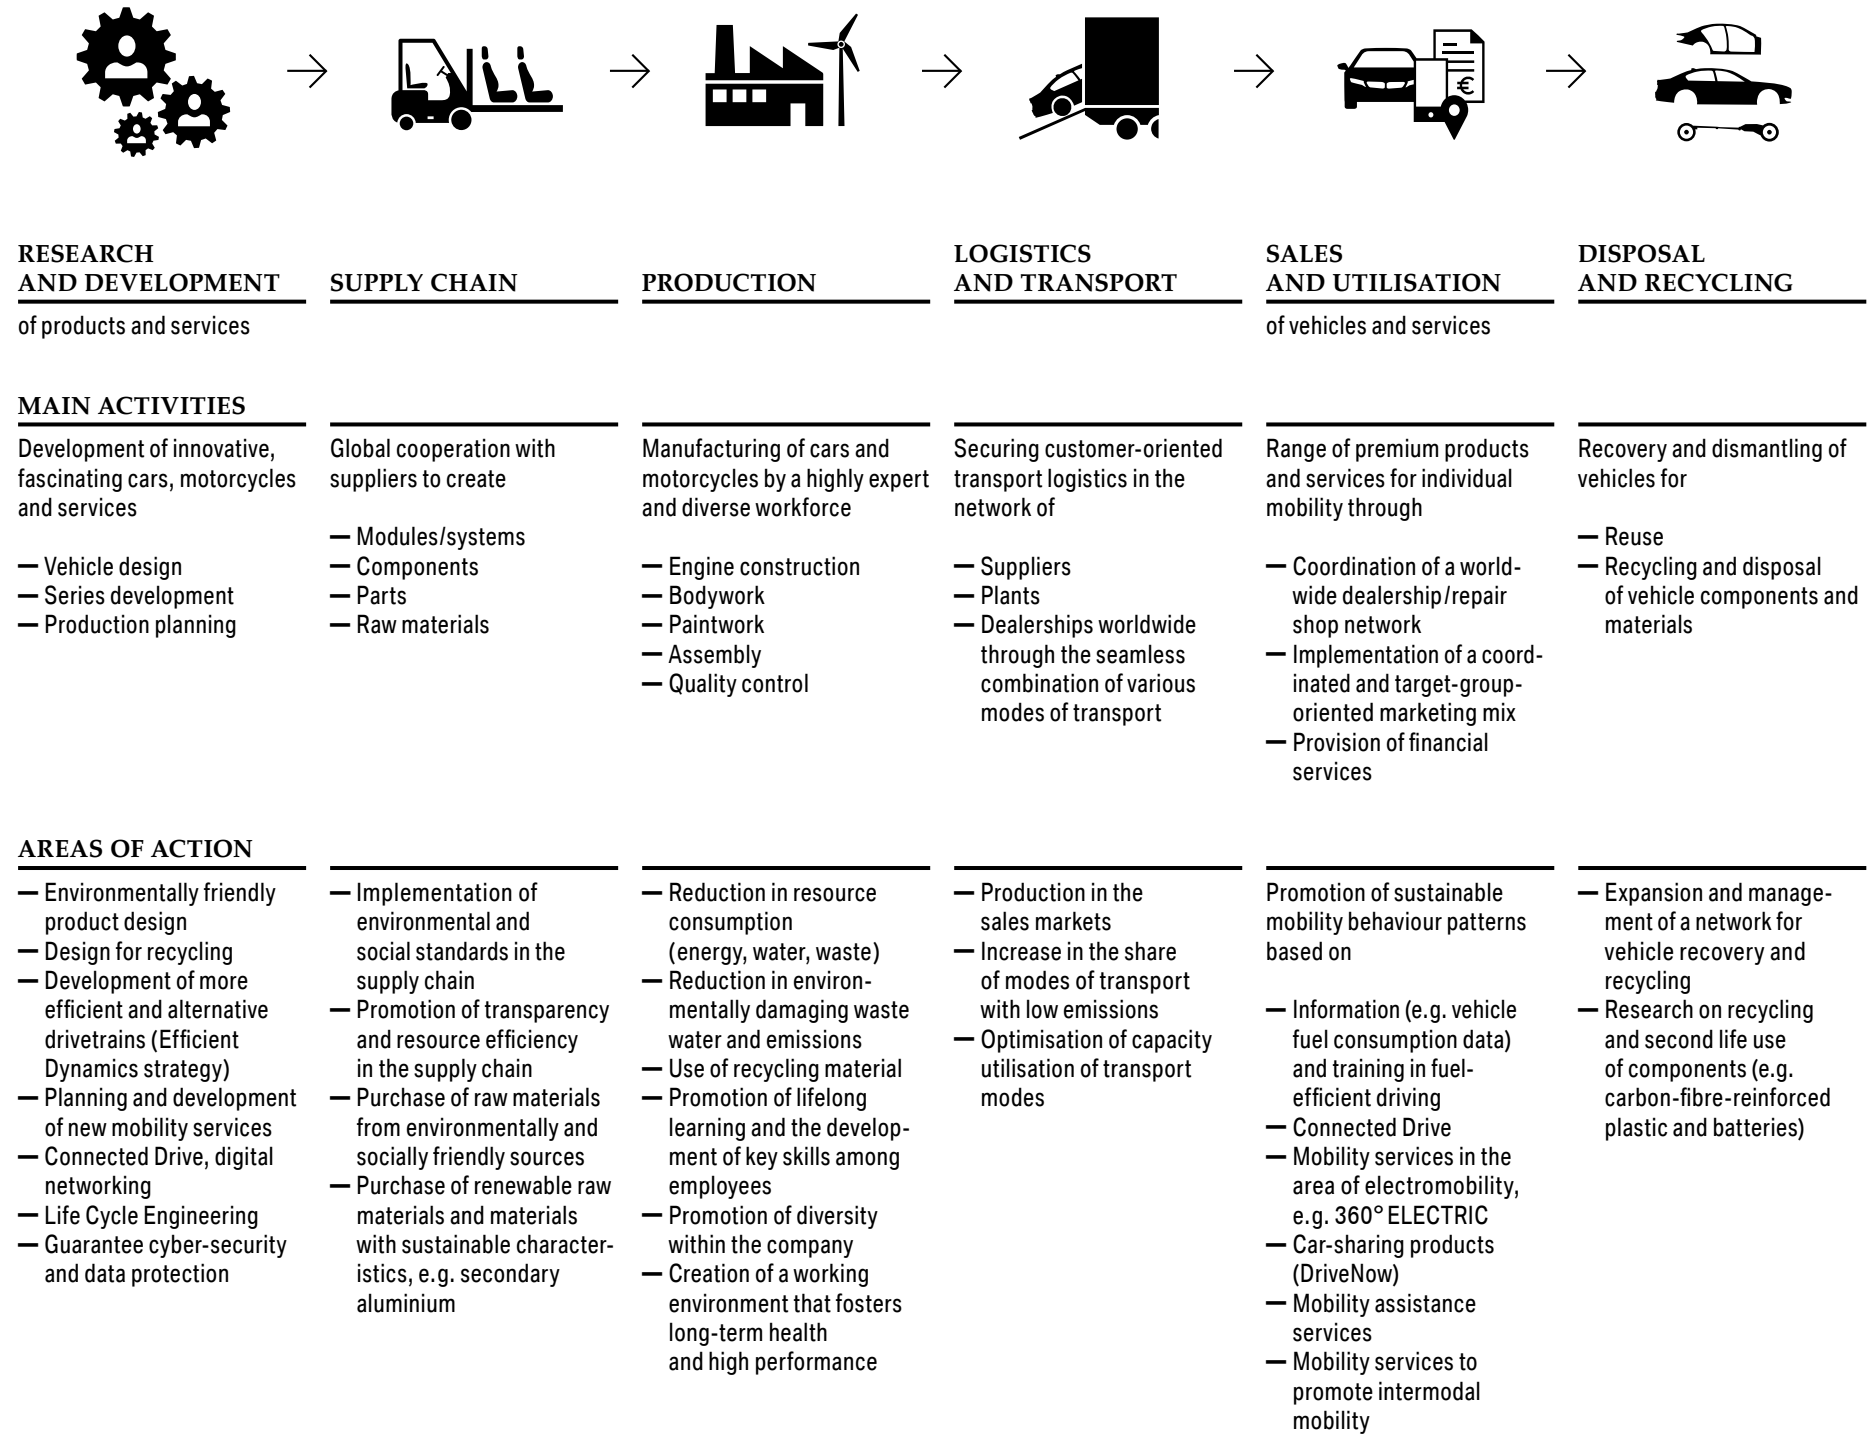 €
RESEARCH
AND DEVELOPMENT
of products and services
SUPPLY CHAIN
PRODUCTION
LOGISTICS
AND TRANSPORT
SALES
AND UTILISATION
of vehicles and services
DISPOSAL
AND RECYCLING
MAIN ACTIVITIES
Development of innovative,
fascinating cars, motorcycles
and services
— Vehicle design
— Series development
— Production planning
Global cooperation with
suppliers to create
— Modules/systems
— Components
— Parts
— Raw materials
Manufacturing of cars and
motorcycles by a highly expert
and diverse workforce
— Engine construction
— Bodywork
— Paintwork
— Assembly
— Quality control
Securing customer-oriented
transport logistics in the
network of
— Suppliers
— Plants
— Dealerships worldwide
through the seamless
combination of various
modes of transport
Range of premium products
and services for individual
mobility through
— Coordination of a world-
wide dealership/repair
shop network
— Implementation of a coord-
inated and target-group-
oriented marketing mix
— Provision of financial
services
Recovery and dismantling of
vehicles for
— Reuse
— Recycling and disposal
of vehicle components and
materials
AREAS OF ACTION
— Environmentally friendly
product design
— Design for recycling
— Development of more
efficient and alternative
drivetrains (Efficient
Dynamics strategy)
— Planning and development
of new mobility services
— Connected Drive, digital
networking
— Life Cycle Engineering
— Guarantee cyber-security
and data protection
— Implementation of
environmental and
social standards in the
supply chain
— Promotion of transparency
and resource efficiency
in the supply chain
— Purchase of raw materials
from environmentally and
socially friendly sources
— Purchase of renewable raw
materials and materials
with sustainable character-
istics, e.g. secondary
aluminium
— Reduction in resource
consumption
(energy, water, waste)
— Reduction in environ-
mentally damaging waste
water and emissions
— Use of recycling material
— Promotion of lifelong
learning and the develop-
ment of key skills among
employees
— Promotion of diversity
within the company
— Creation of a working
environment that fosters
long-term health
and high performance
— Production in the
sales markets
— Increase in the share
of modes of transport
with low emissions
— Optimisation of capacity
utilisation of transport
modes
Promotion of sustainable
mobility behaviour patterns
based on
— Information (e.g. vehicle
fuel consumption data)
and training in fuel-
efficient driving
— Connected Drive
— Mobility services in the
area of electromobility,
e.g. 360° ELECTRIC
— Car-sharing products
(DriveNow)
— Mobility assistance
services
— Mobility services to
promote intermodal
mobility
— Expansion and manage-
ment of a network for
vehicle recovery and
recycling
— Research on recycling
and second life use
of components (e.g.
carbon-fibre-reinforced
plastic and batteries)